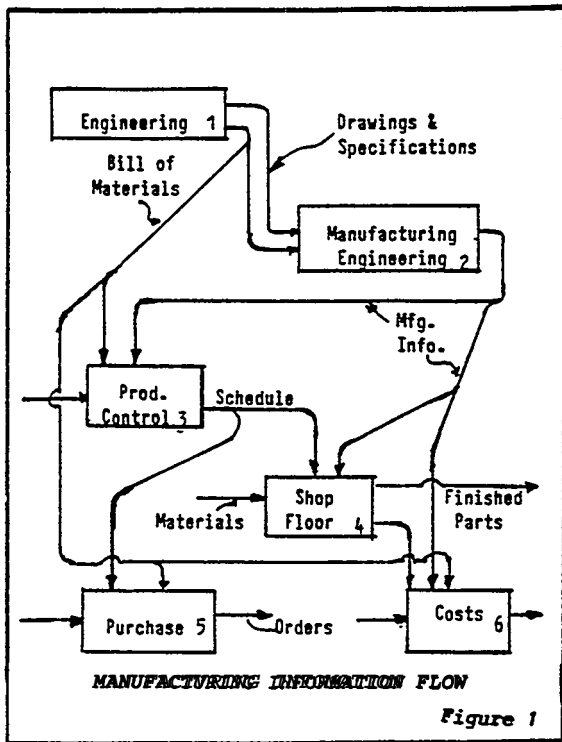 Engineering 1
Drawings &
Specifications
Bill of
Materials
Manufacturing
Engineering 2
Mfg.
Info.
Prod.
Control 3
Schedule
Materials
Shop
Floor 4
Finished
Parts
Purchase 5
Orders
Costs
6
MANUFACTURING INFORMATION FLOW
Figure 1